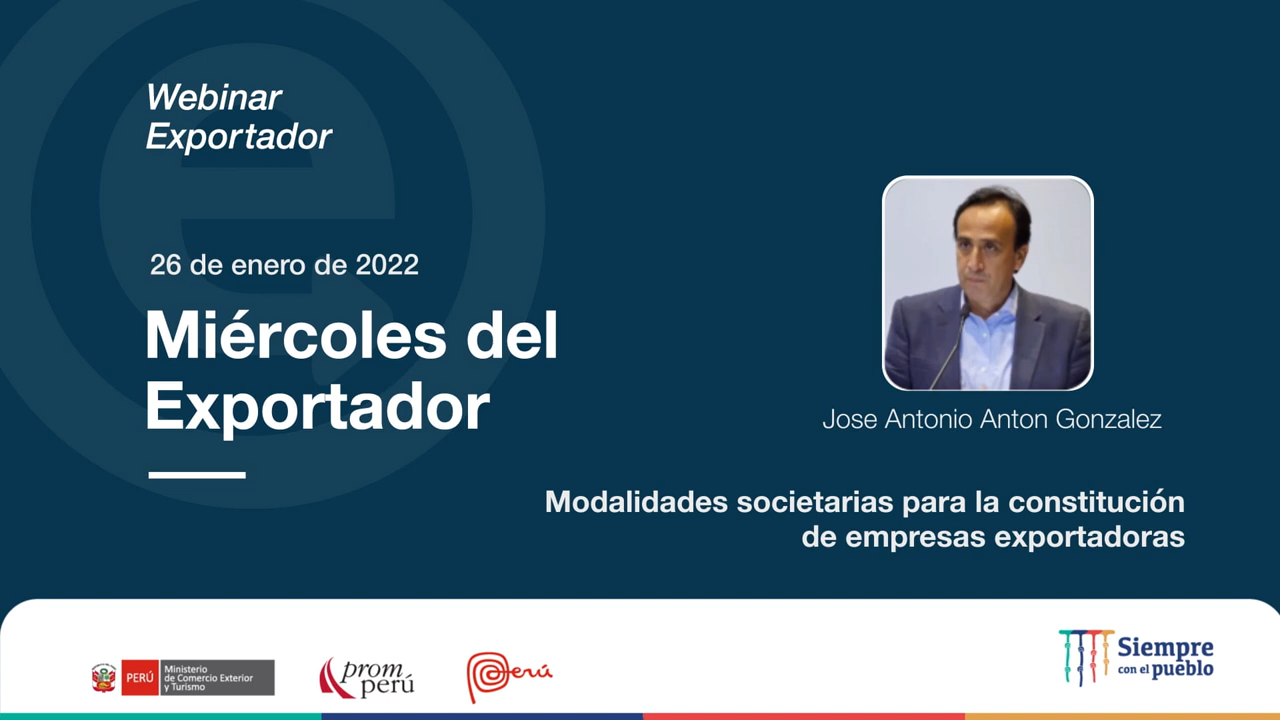 Webinar
Exportador
26 de enero de 2022
Miércoles del
Exportador
Jose Antonio Anton Gonzalez
Modalidades societarias para la constitución
de empresas exportadoras
PERÚ
Ministerio
de Comercio Exterior
y Turismo
prom
perú
Perú
Siempre
con el pueblo